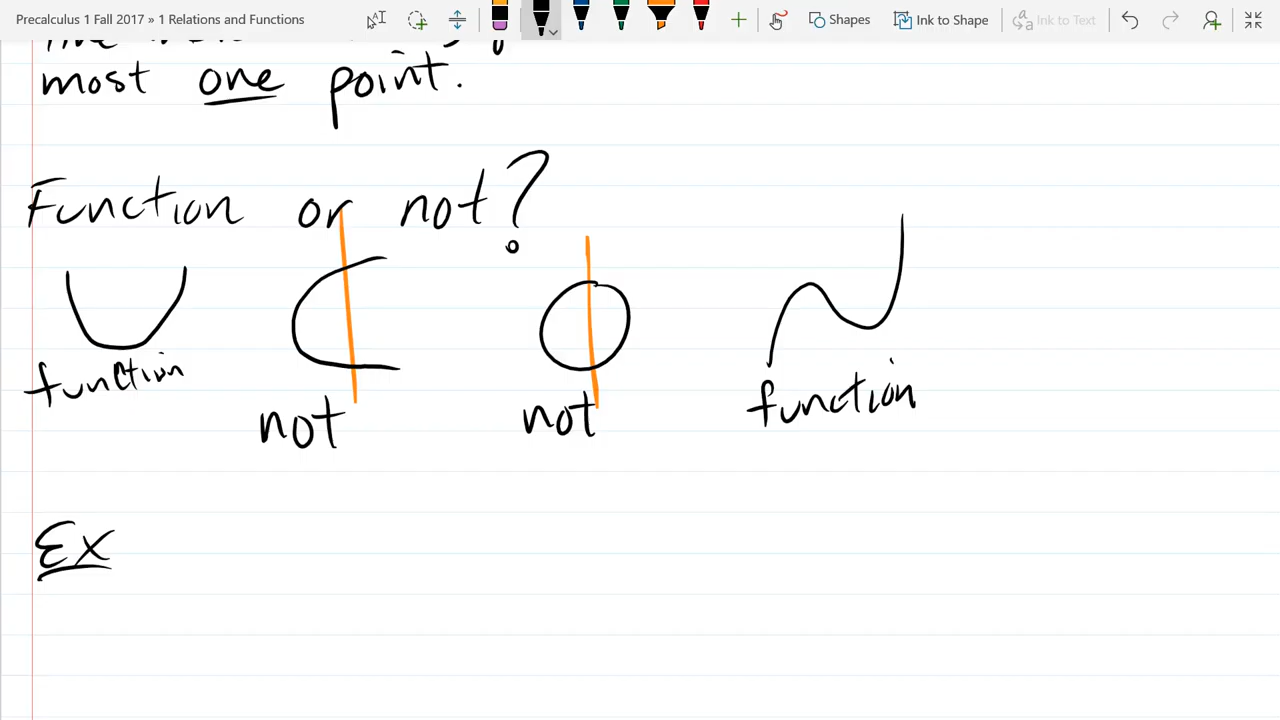 Precalculus 1 Fall 2017 » 1 Relations and Functions
Shapes
Ink to Shape
Ink to Text
most one point.
Function or not?
function
not
not
function
Ex